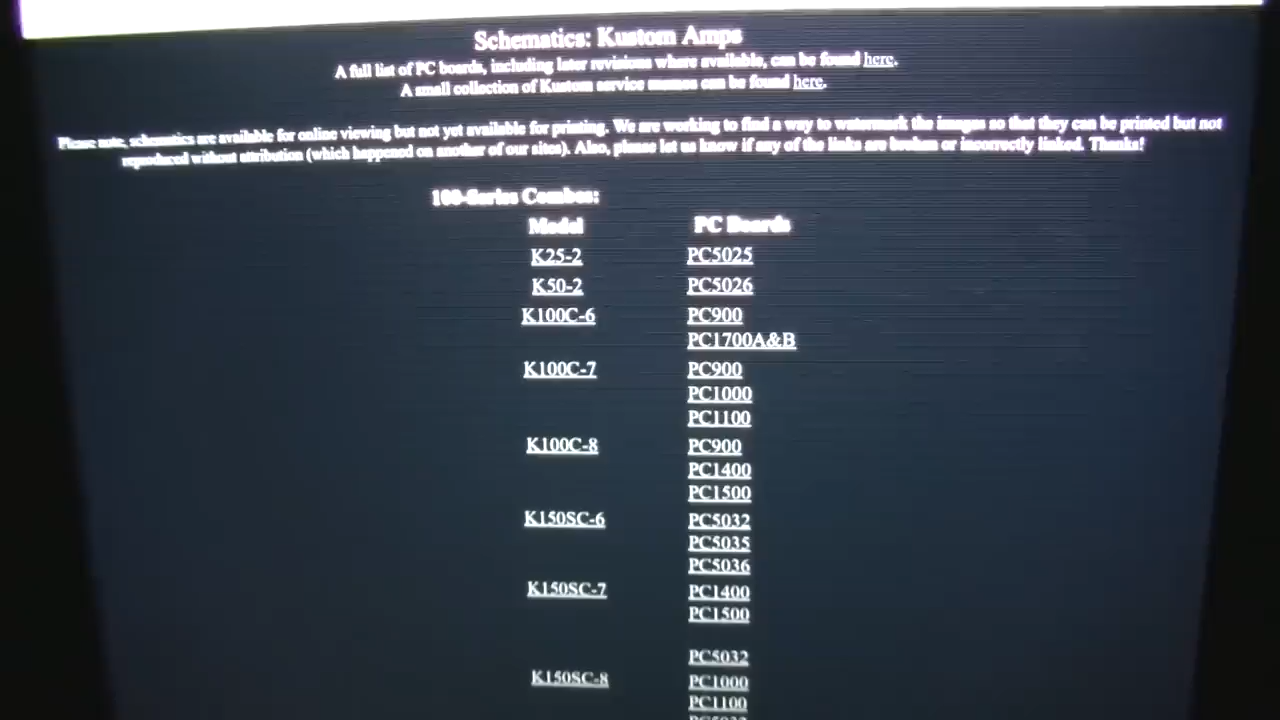 Schematics: Kustom Amps
A full list of PC boards, including later revisions where available, can be found here.
A small collection of Kustom service memos can be found here.
Please note, schematics are available for online viewing but not yet available for printing. We are working to find a way to watermark the images so that they can be printed but not
reproduced without attribution (which happened on another of our sites). Also, please let us know if any of the links are broken or incorrectly linked. Thanks!
100-Series Combos:
Model PC Boards
K25-2 PC5025
K50-2 PC5026
K100C-6 PC900
PC1700A&B
K100C-7 PC900
PC1000
PC1100
K100C-8 PC900
PC1400
PC1500
K150SC-6 PC5032
PC5035
PC5036
K150SC-7 PC1400
PC1500
PC5032
K150SC-8 PC1000
PC1100